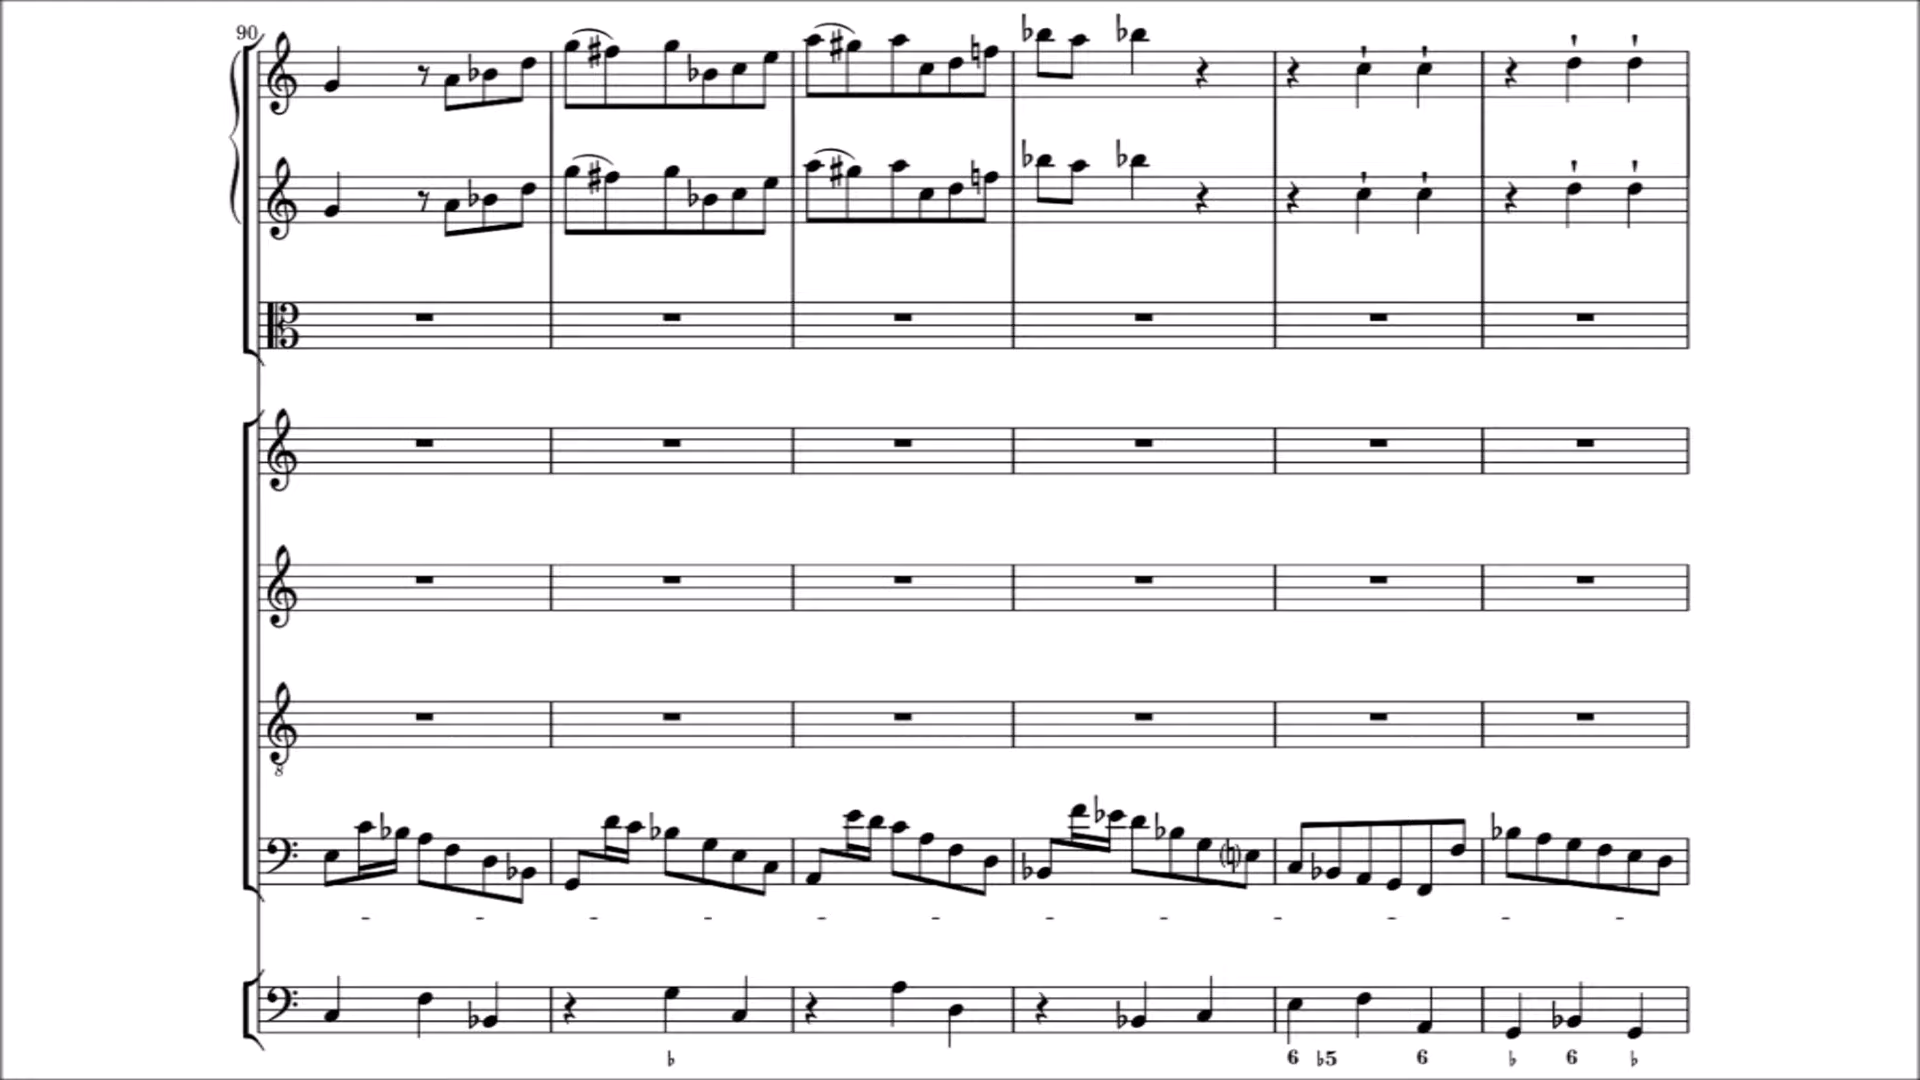 90
8
- - - - - - - - - - - -
♭ 6 ♭5 6 ♭ 6 ♭